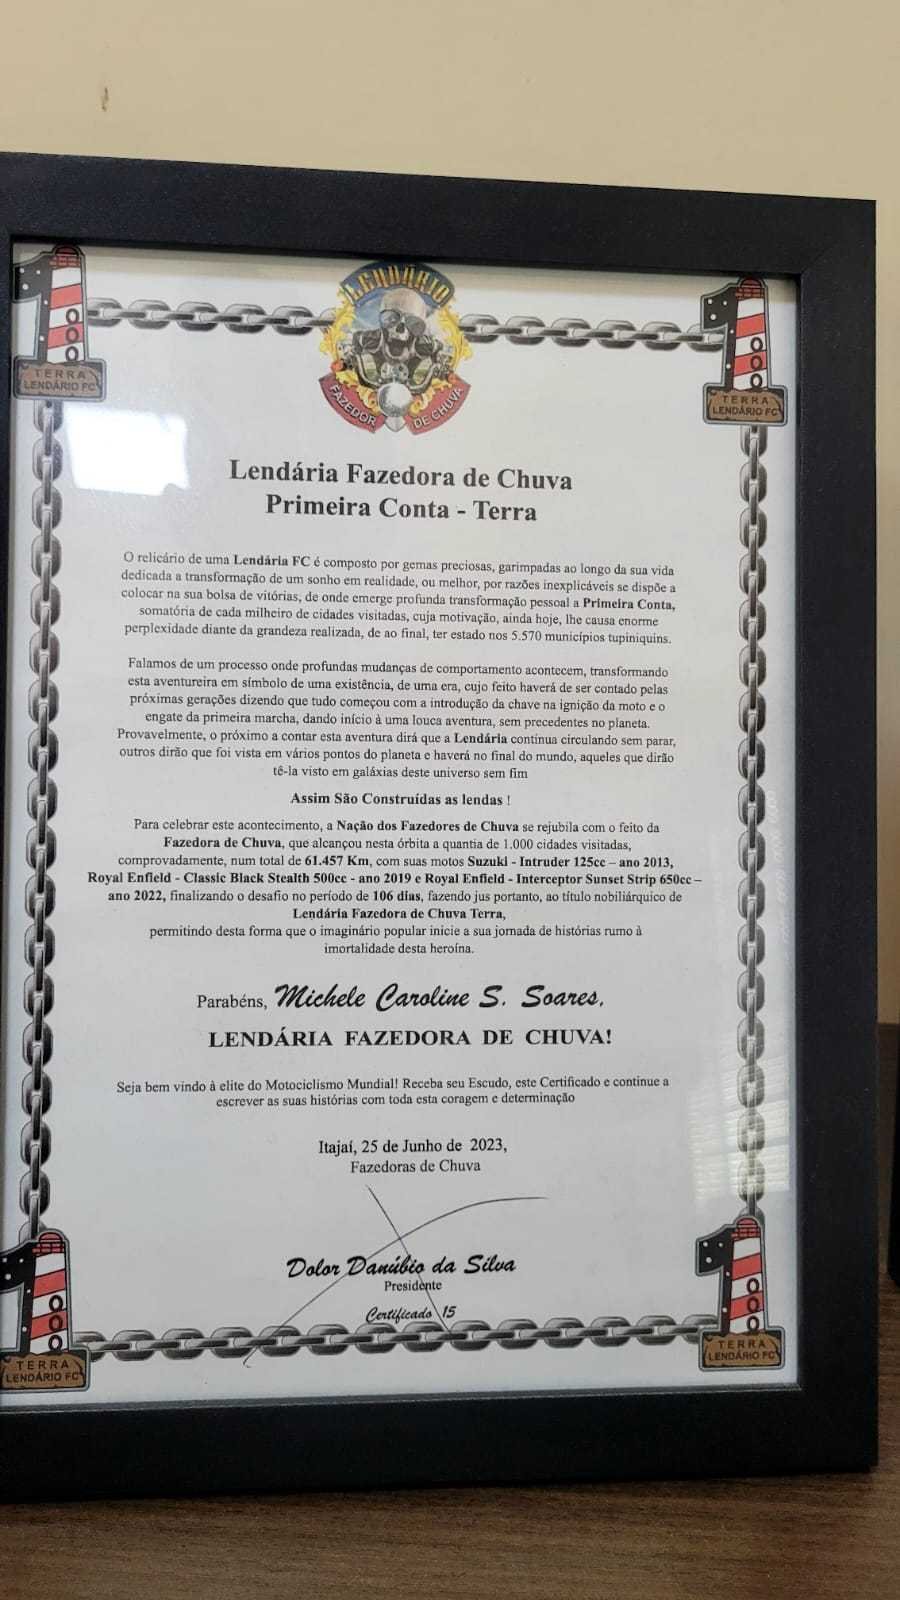 LENDÁRIO
FAZEDOR DE CHUVA
1000
TERRA
LENDÁRIO FC
1000
TERRA
LENDÁRIO FC
Lendária Fazedora de Chuva
Primeira Conta - Terra
O relicário de uma Lendária FC é composto por gemas preciosas, garimpadas ao longo da sua vida
dedicada a transformação de um sonho em realidade, ou melhor, por razões inexplicáveis se dispõe a
colocar na sua bolsa de vitórias, de onde emerge profunda transformação pessoal a Primeira Conta,
somatória de cada milheiro de cidades visitadas, cuja motivação, ainda hoje, lhe causa enorme
perplexidade diante da grandeza realizada, de ao final, ter estado nos 5.570 municípios tupiniquins.
Falamos de um processo onde profundas mudanças de comportamento acontecem, transformando
esta aventureira em símbolo de uma existência, de uma era, cujo feito haverá de ser contado pelas
próximas gerações dizendo que tudo começou com a introdução da chave na ignição da moto e o
engate da primeira marcha, dando início à uma louca aventura, sem precedentes no planeta.
Provavelmente, o próximo a contar esta aventura dirá que a Lendária continua circulando sem parar,
outros dirão que foi vista em vários pontos do planeta e haverá no final do mundo, aqueles que dirão
tê-la visto em galáxias deste universo sem fim
Assim São Construídas as lendas !
Para celebrar este acontecimento, a Nação dos Fazedores de Chuva se rejubila com o feito da
Fazedora de Chuva, que alcançou nesta órbita a quantia de 1.000 cidades visitadas,
comprovadamente, num total de 61.457 Km, com suas motos Suzuki - Intruder 125cc – ano 2013,
Royal Enfield - Classic Black Stealth 500cc - ano 2019 e Royal Enfield - Interceptor Sunset Strip 650cc –
ano 2022, finalizando o desafio no período de 106 dias, fazendo jus portanto, ao título nobiliárquico de
Lendária Fazedora de Chuva Terra,
permitindo desta forma que o imaginário popular inicie a sua jornada de histórias rumo à
imortalidade desta heroína.
Parabéns, Michele Caroline S. Soares,
LENDÁRIA FAZEDORA DE CHUVA!
Seja bem vindo à elite do Motociclismo Mundial! Receba seu Escudo, este Certificado e continue a
escrever as suas histórias com toda esta coragem e determinação
Itajaí, 25 de Junho de 2023,
Fazedoras de Chuva
Dolor Danúbio da Silva
Presidente
Certificado 15
1000
TERRA
LENDÁRIO FC
1000
TERRA
LENDÁRIO FC